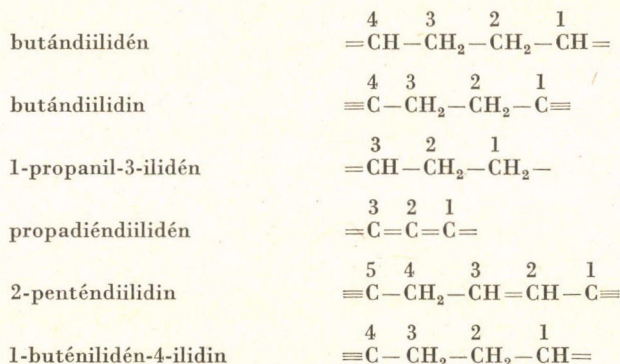 4 3 2 1
butándiilidén =CH—CH₂—CH₂—CH=
4 3 2 1
butándiilidin ≡C—CH₂—CH₂—C≡
3 2 1
1-propanil-3-ilidén =CH—CH₂—CH₂—
3 2 1
propadiéndiilidén =C=C=C=
5 4 3 2 1
2-penténdiilidin ≡C—CH₂—CH=CH—C≡
4 3 2 1
1-buténilidén-4-ilidin ≡C—CH₂—CH₂—CH=